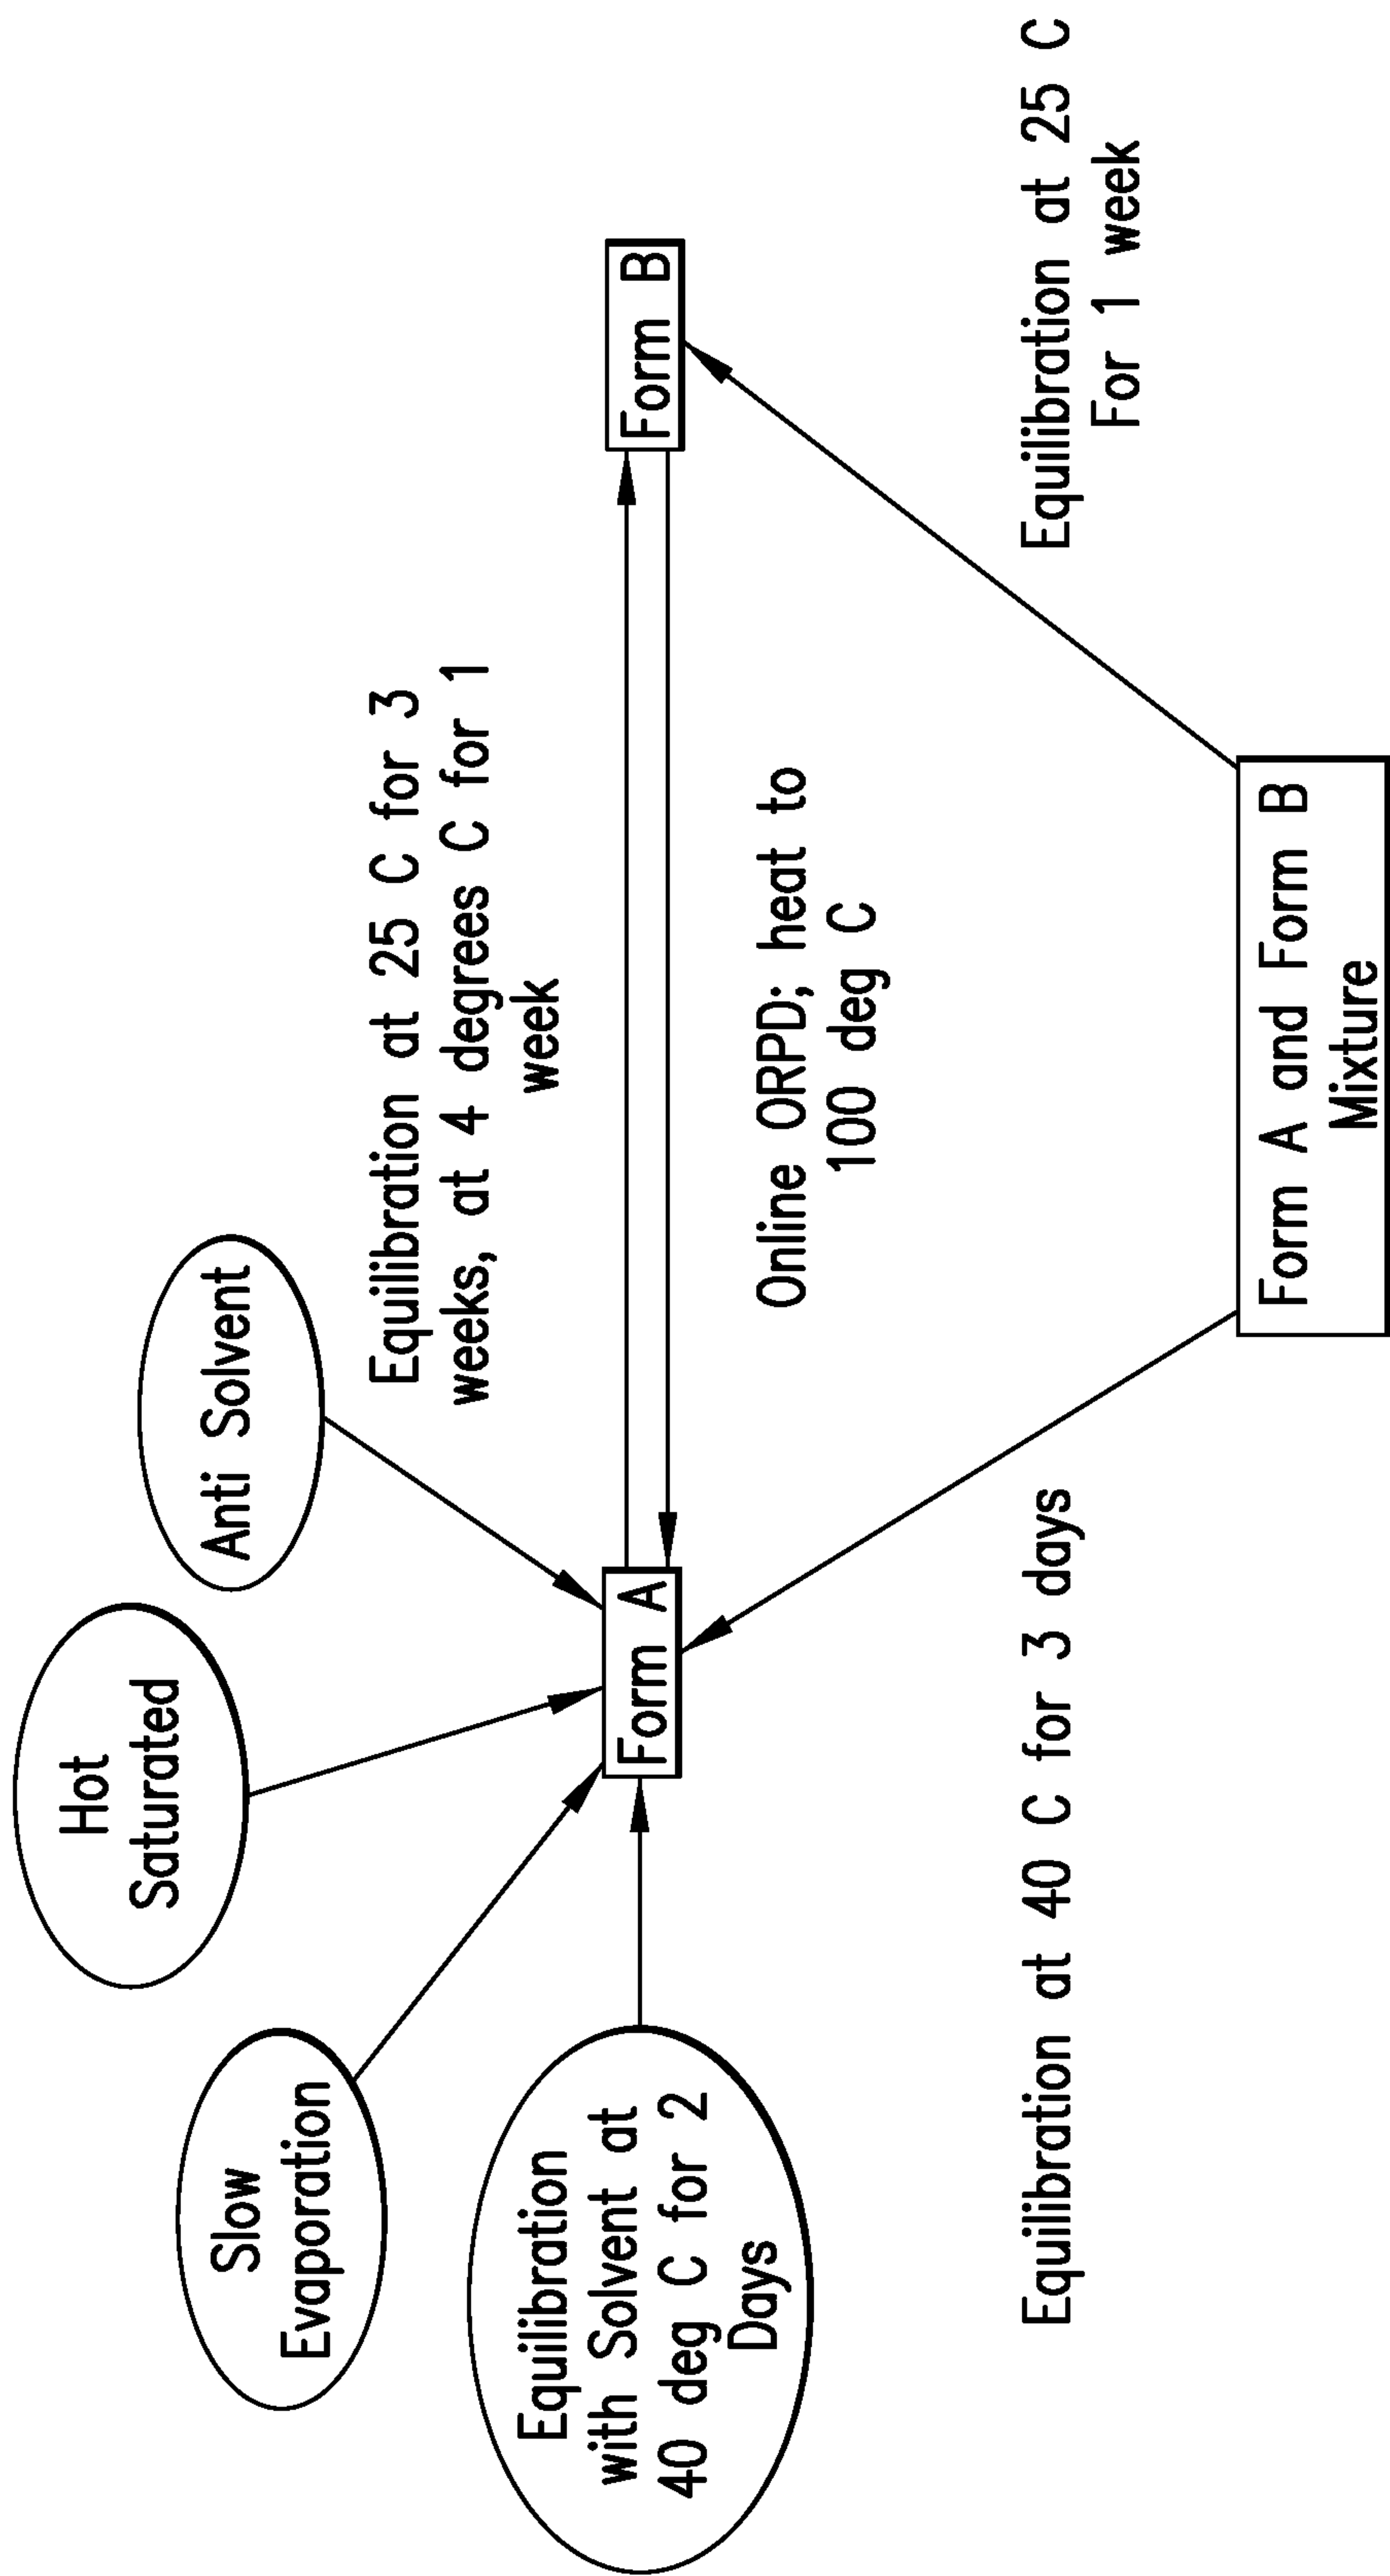 Hot
Saturated
Anti Solvent
Slow
Evaporation
Equilibration
with Solvent at
40 deg C for 2
Days
Equilibration at 25 C for 3
weeks, at 4 degrees C for 1
week
Form A
Form B
Online ORPD; heat to
100 deg C
Equilibration at 40 C for 3 days
Equilibration at 25 C
For 1 week
Form A and Form B
Mixture